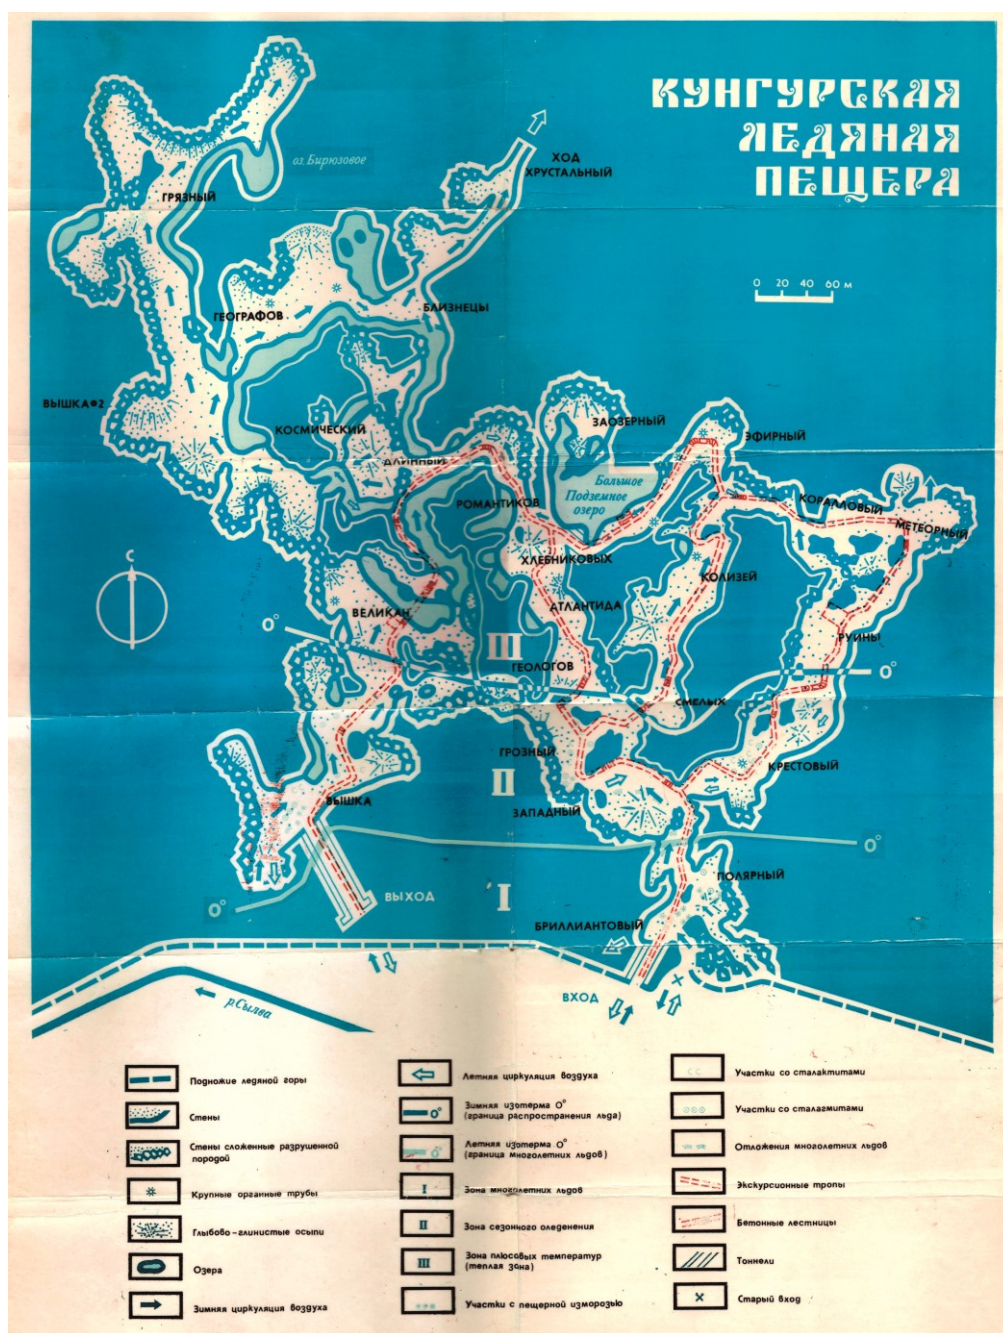 КУНГУРСКАЯ
ЛЕДЯНАЯ
ПЕЩЕРА
оз. Бирюзовое
ХОД
ХРУСТАЛЬНЫЙ
ГРЯЗНЫЙ
0 20 40 60 м
ГЕОГРАФОВ
БЛИЗНЕЦЫ
ВЫШКА №2
КОСМИЧЕСКИЙ
ЗАОЗЕРНЫЙ
ЭФИРНЫЙ
ДЛИННЫЙ
Большое
Подземное
озеро
РОМАНТИКОВ
КОРАЛЛОВЫЙ
МЕТЕОРНЫЙ
С
ХЛЕБНИКОВЫХ
КОЛИЗЕЙ
ВЕЛИКАН
АТЛАНТИДА
0°
III
РУИНЫ
ГЕОЛОГОВ
0°
СМЕЛЫХ
ГРОЗНЫЙ
КРЕСТОВЫЙ
II
ВЫШКА
ЗАПАДНЫЙ
0°
ПОЛЯРНЫЙ
ВЫХОД
I
0°
БРИЛЛИАНТОВЫЙ
ВХОД
р. Сылва
Подножие ледяной горы
Стены
Стены сложенные разрушенной
породой
Крупные органные трубы
Глыбово-глинистые осыпи
Озера
Зимняя циркуляция воздуха
Летняя циркуляция воздуха
0° Зимняя изотерма 0°
(граница распространения льда)
0° Летняя изотерма 0°
(граница многолетних льдов)
I Зона многолетних льдов
II Зона сезонного оледенения
III Зона плюсовых температур
(теплая зона)
Участки с пещерной изморозью
Участки со сталактитами
Участки со сталагмитами
Отложения многолетних льдов
Экскурсионные тропы
Бетонные лестницы
Тоннели
Старый вход